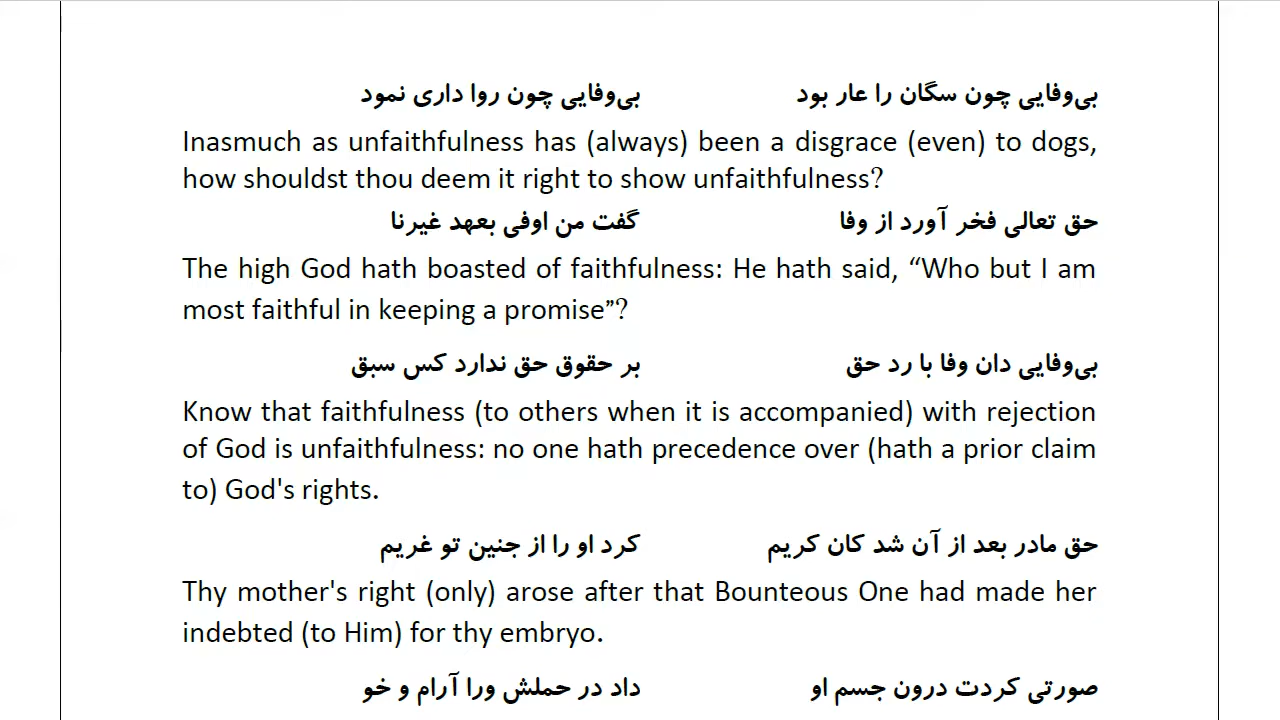 بی‌وفایی چون سگان را عار بود بی‌وفایی چون روا داری نمود
Inasmuch as unfaithfulness has (always) been a disgrace (even) to dogs,
how shouldst thou deem it right to show unfaithfulness?
حق تعالی فخر آورد از وفا گفت من اوفی بعهد غیرنا
The high God hath boasted of faithfulness: He hath said, “Who but I am
most faithful in keeping a promise”?
بی‌وفایی دان وفا با رد حق بر حقوق حق ندارد کس سبق
Know that faithfulness (to others when it is accompanied) with rejection
of God is unfaithfulness: no one hath precedence over (hath a prior claim
to) God's rights.
حق مادر بعد از آن شد کان کریم کرد او را از جنین تو غریم
Thy mother's right (only) arose after that Bounteous One had made her
indebted (to Him) for thy embryo.
صورتی کردت درون جسم او داد در حملش ورا آرام و خو